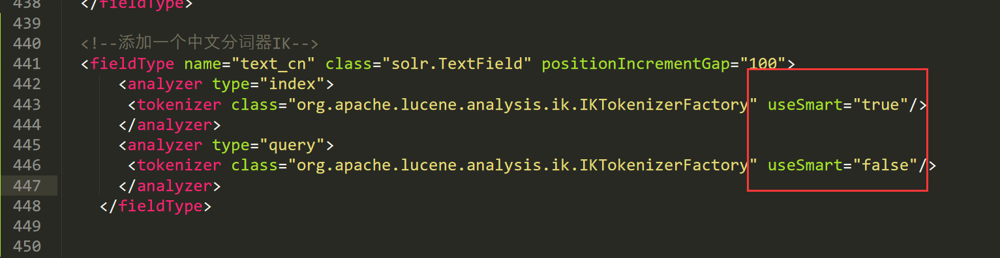 438 </fieldType>
439
440 <!--添加一个中文分词器IK-->
441 <fieldType name="text_cn" class="solr.TextField" positionIncrementGap="100">
442 <analyzer type="index">
443 <tokenizer class="org.apache.lucene.analysis.ik.IKTokenizerFactory" useSmart="true"/>
444 </analyzer>
445 <analyzer type="query">
446 <tokenizer class="org.apache.lucene.analysis.ik.IKTokenizerFactory" useSmart="false"/>
447 </analyzer>
448 </fieldType>
449
450